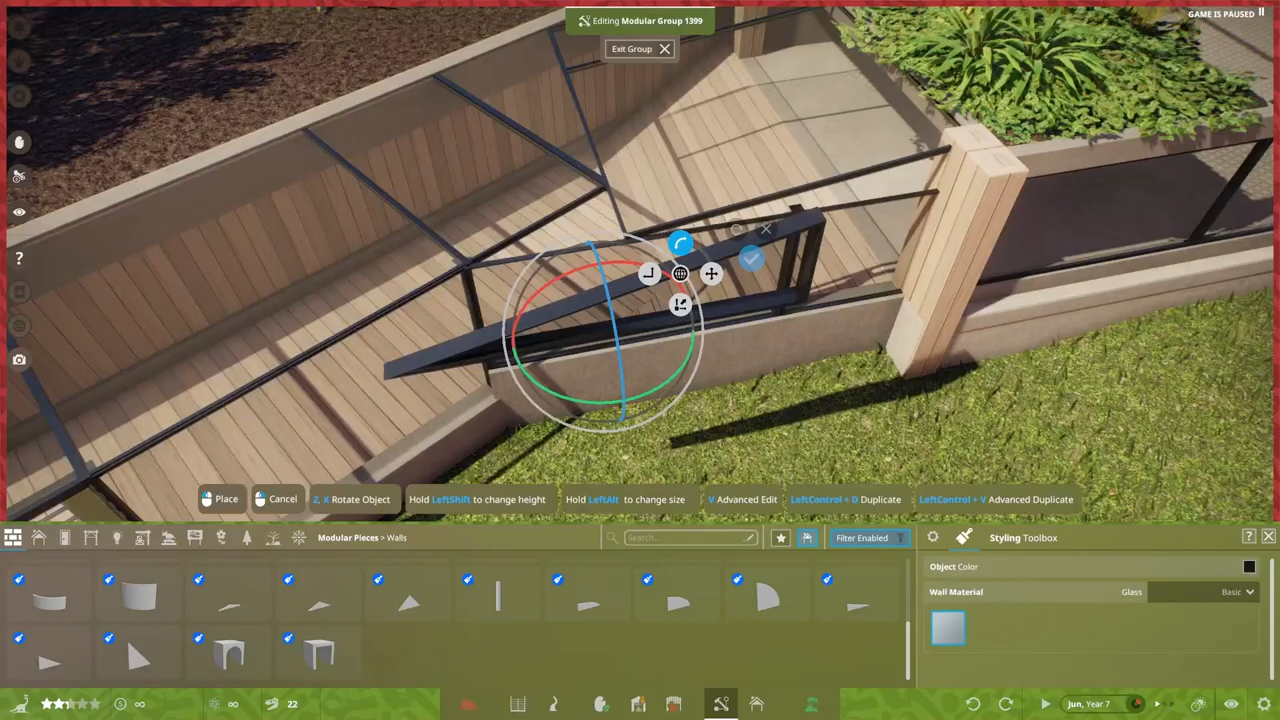 Editing Modular Group 1399
GAME IS PAUSED
Exit Group
?
Place
Cancel
Z, X Rotate Object
Hold LeftShift to change height
Hold LeftAlt to change size
V Advanced Edit
LeftControl + D Duplicate
LeftControl + V Advanced Duplicate
Modular Pieces > Walls
Search...
Filter Enabled
Styling Toolbox
?
Object Color
Wall Material
Glass
Basic
∞
∞
22
Jun, Year 7